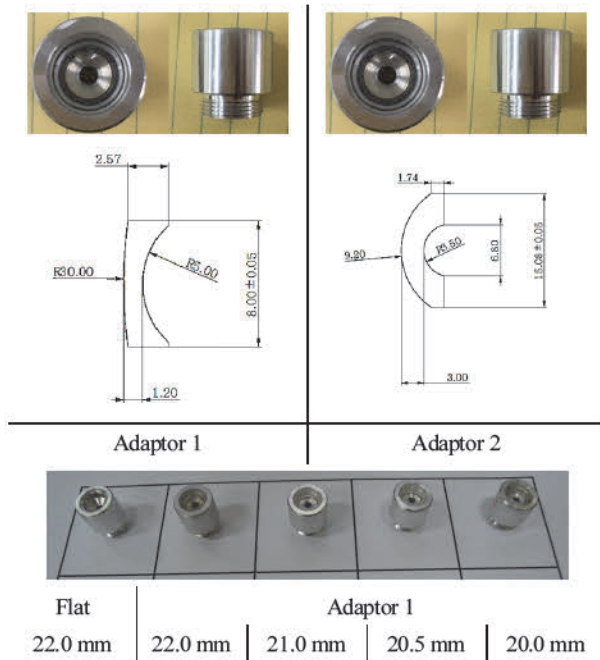 2.57
R30.00
R5.00
8.00±0.05
1.20
1.74
9.20
R3.50
6.80
15.08±0.05
3.00
Adaptor 1
Adaptor 2
Flat
Adaptor 1
22.0 mm
22.0 mm
21.0 mm
20.5 mm
20.0 mm